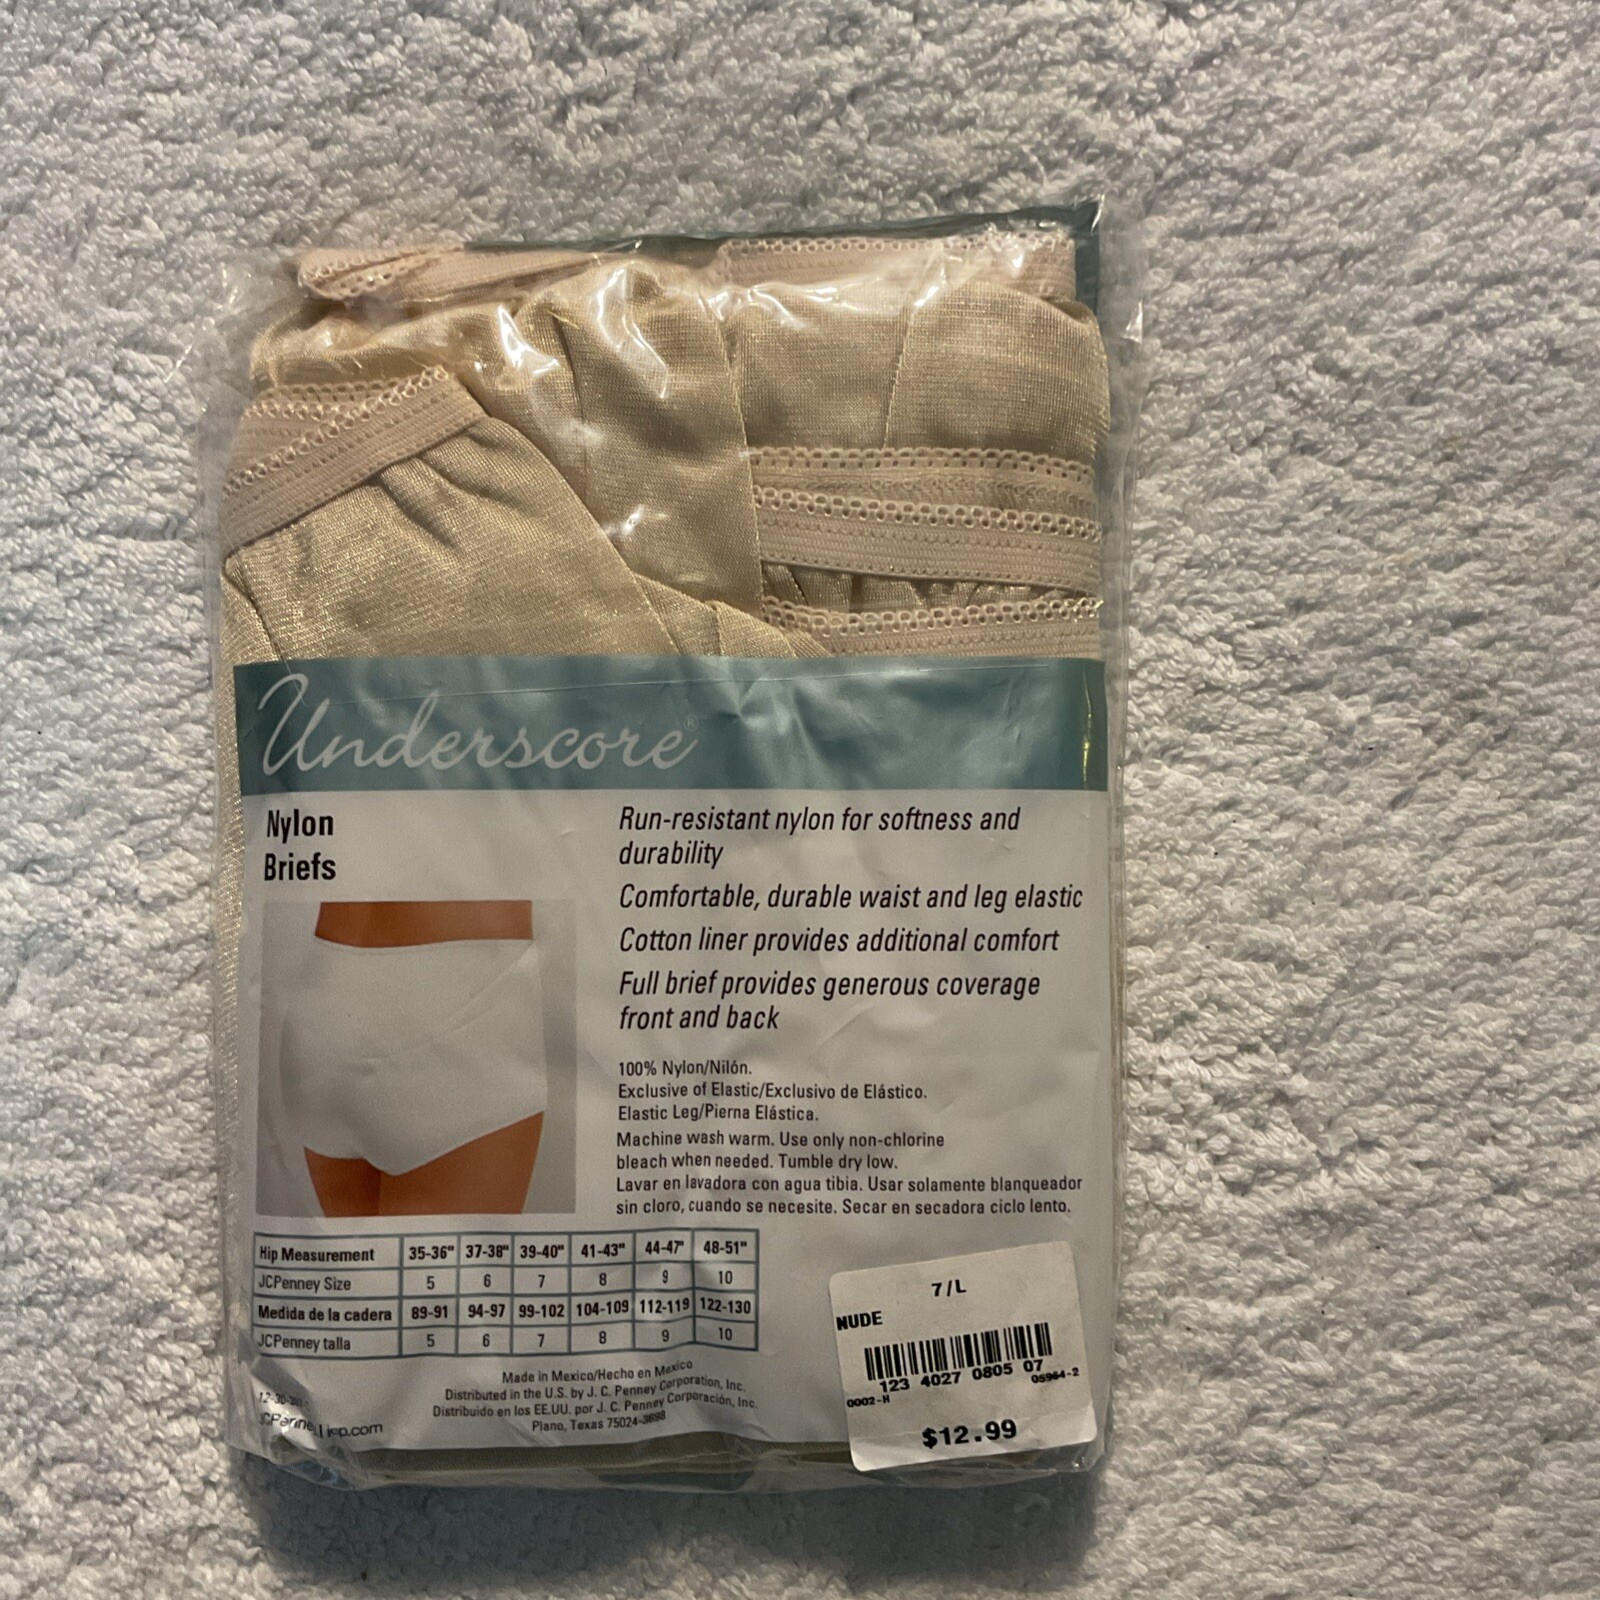 Underscore®
Nylon
Briefs
Run-resistant nylon for softness and
durability
Comfortable, durable waist and leg elastic
Cotton liner provides additional comfort
Full brief provides generous coverage
front and back
100% Nylon/Nilón.
Exclusive of Elastic/Exclusivo de Elástico.
Elastic Leg/Pierna Elástica.
Machine wash warm. Use only non-chlorine
bleach when needed. Tumble dry low.
Lavar en lavadora con agua tibia. Usar solamente blanqueador
sin cloro, cuando se necesite. Secar en secadora ciclo lento.
Hip Measurement 35-36" 37-38" 39-40" 41-43" 44-47" 48-51"
JCPenney Size 5 6 7 8 9 10
Medida de la cadera 89-91 94-97 99-102 104-109 112-119 122-130
JCPenney talla 5 6 7 8 9 10
Made in Mexico/Hecho en Mexico
Distributed in the U.S. by J. C. Penney Corporation, Inc.
Distribuido en los EE.UU. por J. C. Penney Corporación, Inc.
Plano, Texas 75024-3698
7/L
NUDE
123 4027 0805 07
0002-H 05964-2
$12.99